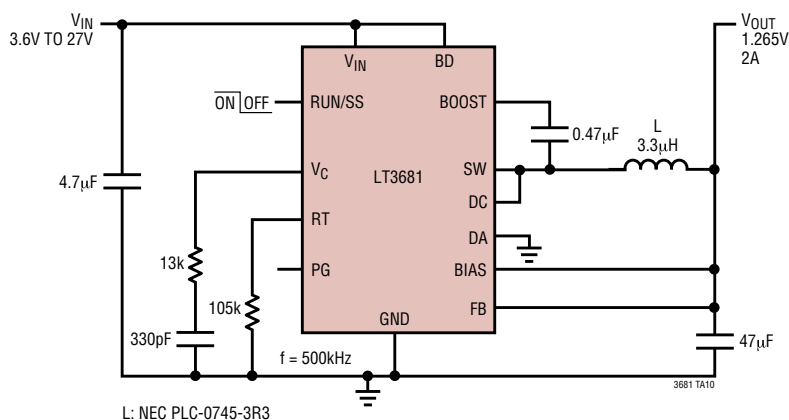 VIN
3.6V TO 27V
VOUT
1.265V
2A
VIN
BD
ON OFF
RUN/SS
BOOST
0.47µF
L
3.3µH
4.7µF
VC
LT3681
SW
DC
RT
DA
13k
PG
BIAS
105k
FB
330pF
GND
47µF
f = 500kHz
3681 TA10
L: NEC PLC-0745-3R3